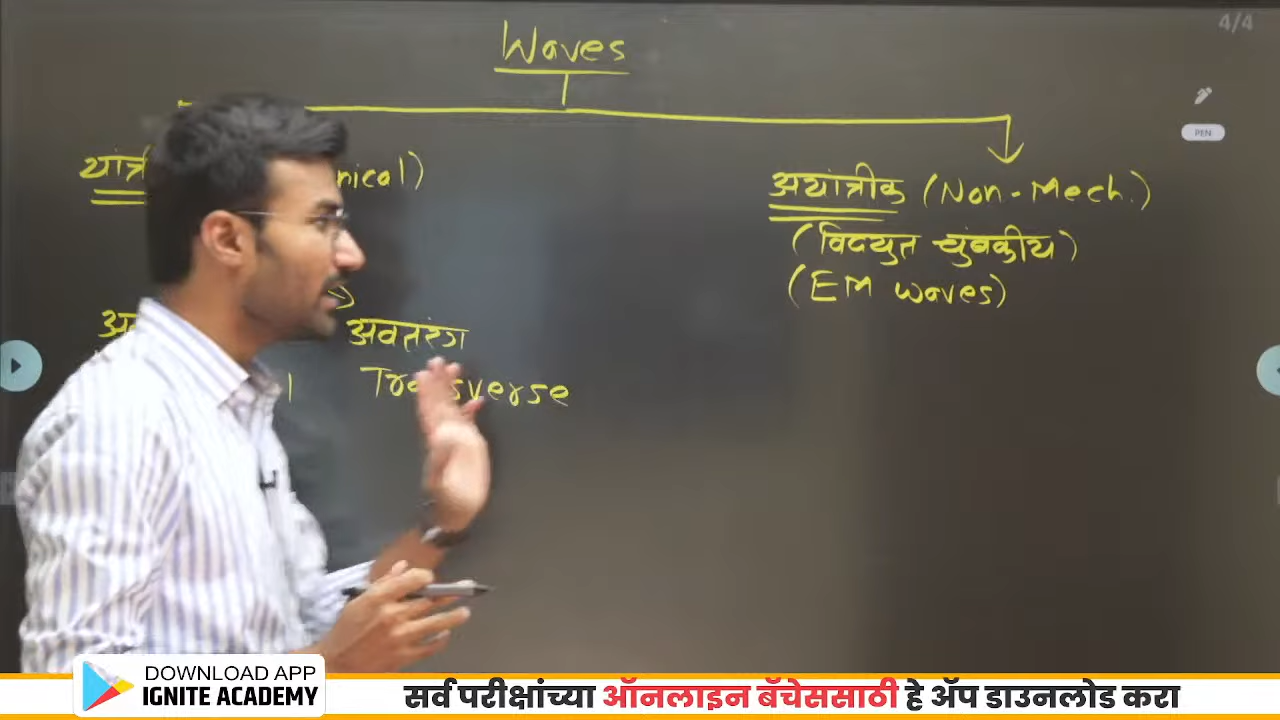 4/4
Waves
PEN
nical)
अयांत्रीक (Non-Mech.)
(विद्युत चुंबकीय)
(EM waves)
अवतरंग
Transverse
DOWNLOAD APP
IGNITE ACADEMY
सर्व परीक्षांच्या ऑनलाइन बॅचेससाठी हे ॲप डाउनलोड करा